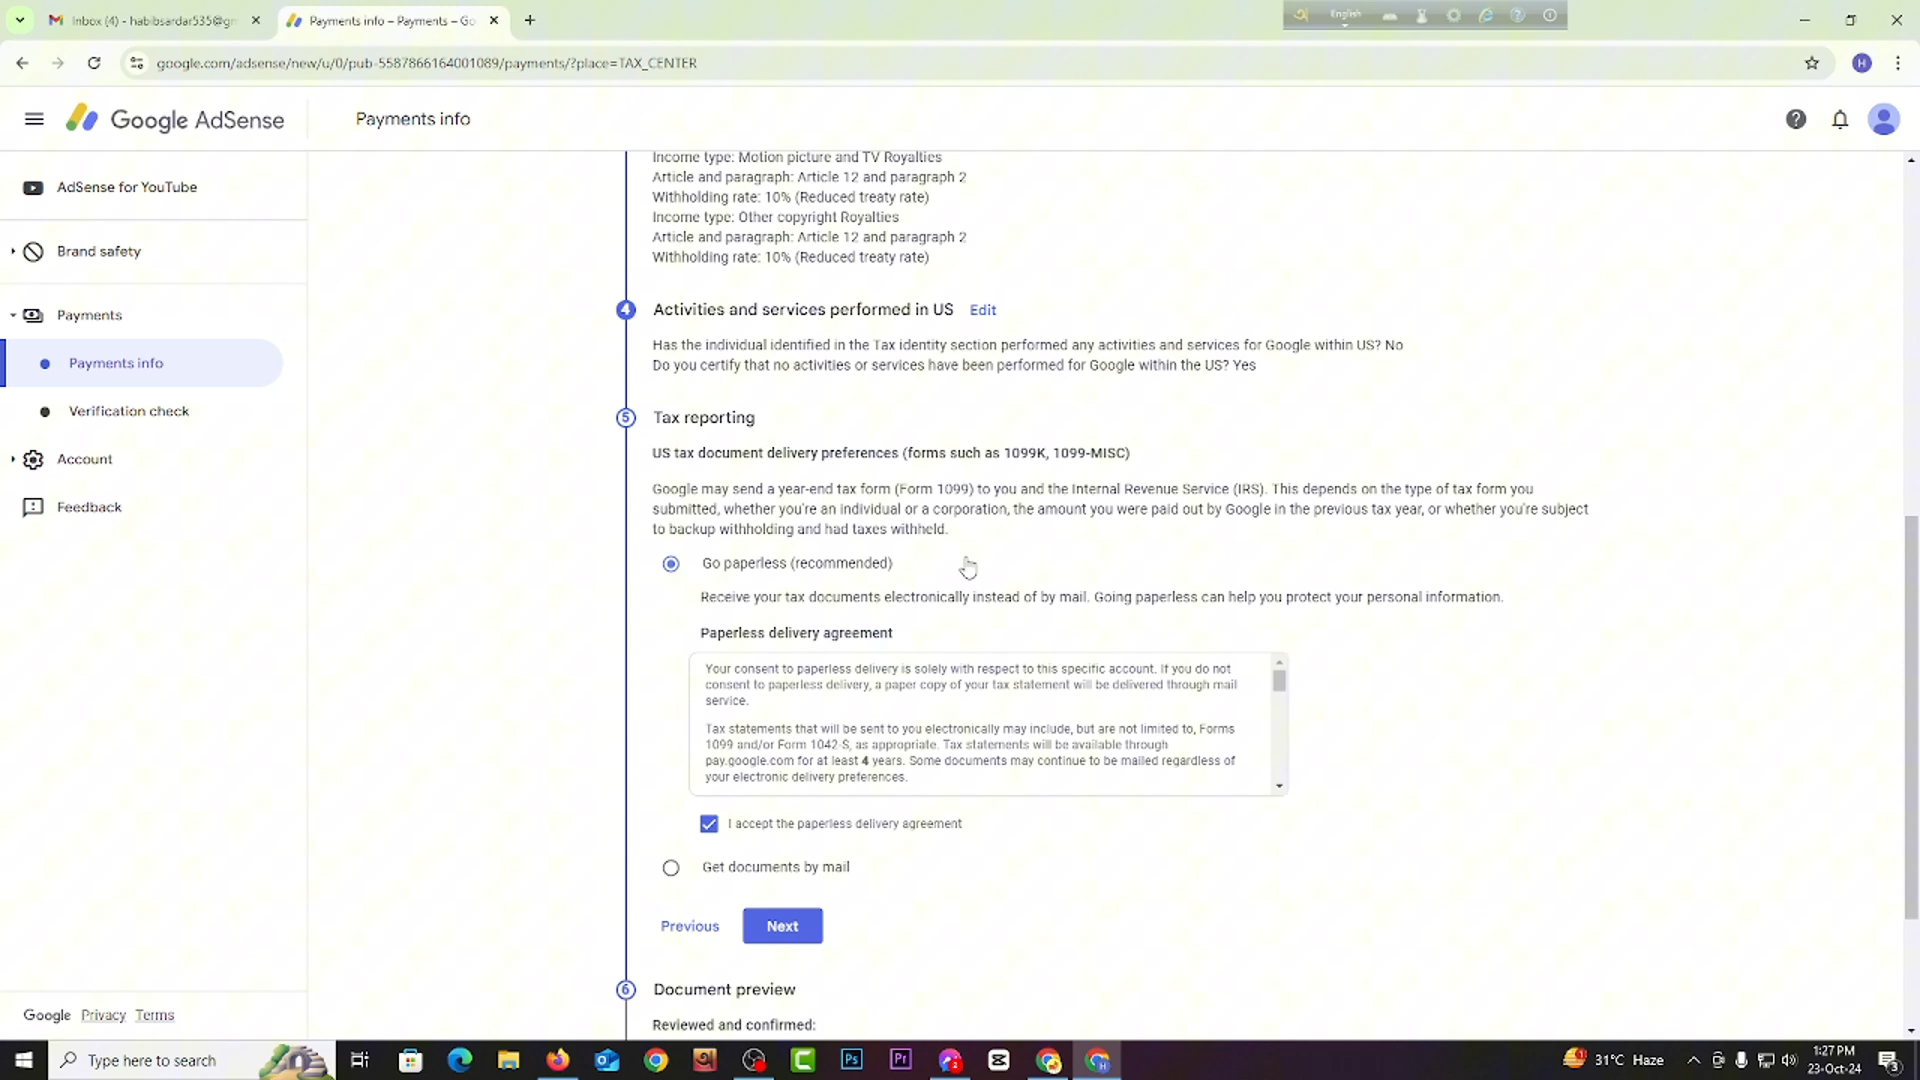 Inbox (4) - habibsardar535@gm
Payments info – Payments – Go
English
google.com/adsense/new/u/0/pub-5587866164001089/payments/?place=TAX_CENTER
H
Google AdSense
Payments info
AdSense for YouTube
Brand safety
Payments
Payments info
Verification check
Account
Feedback
Income type: Motion picture and TV Royalties
Article and paragraph: Article 12 and paragraph 2
Withholding rate: 10% (Reduced treaty rate)
Income type: Other copyright Royalties
Article and paragraph: Article 12 and paragraph 2
Withholding rate: 10% (Reduced treaty rate)
4 Activities and services performed in US Edit
Has the individual identified in the Tax identity section performed any activities and services for Google within US? No
Do you certify that no activities or services have been performed for Google within the US? Yes
5 Tax reporting
US tax document delivery preferences (forms such as 1099K, 1099-MISC)
Google may send a year-end tax form (Form 1099) to you and the Internal Revenue Service (IRS). This depends on the type of tax form you
submitted, whether you're an individual or a corporation, the amount you were paid out by Google in the previous tax year, or whether you're subject
to backup withholding and had taxes withheld.
Go paperless (recommended)
Receive your tax documents electronically instead of by mail. Going paperless can help you protect your personal information.
Paperless delivery agreement
Your consent to paperless delivery is solely with respect to this specific account. If you do not
consent to paperless delivery, a paper copy of your tax statement will be delivered through mail
service.
Tax statements that will be sent to you electronically may include, but are not limited to, Forms
1099 and/or Form 1042-S, as appropriate. Tax statements will be available through
pay.google.com for at least 4 years. Some documents may continue to be mailed regardless of
your electronic delivery preferences.
I accept the paperless delivery agreement
Get documents by mail
Previous Next
6 Document preview
Reviewed and confirmed:
Google Privacy Terms
Type here to search
Ps
Pr
31°C Haze
1:27 PM
23-Oct-24
3